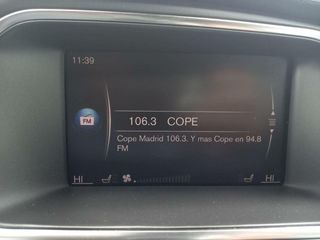 11:39
106.3 COPE
FM
Cope Madrid 106.3. Y mas Cope en 94.8
FM
HI HI